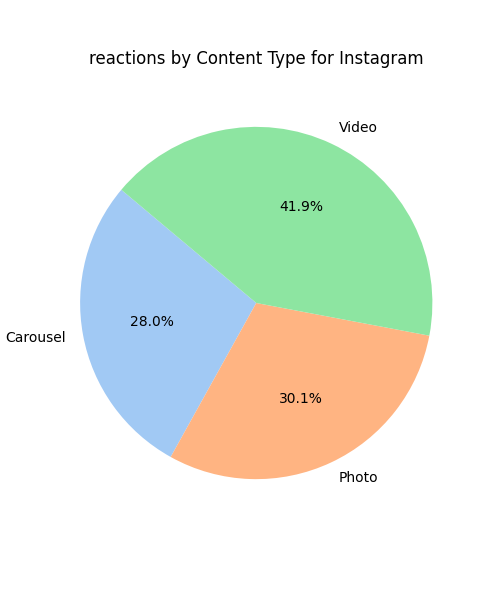 reactions by Content Type for Instagram
Video
41.9%
28.0%
Carousel
30.1%
Photo